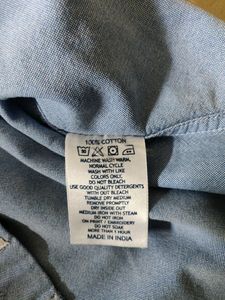 100% COTTON
MACHINE WASH WARM,
NORMAL CYCLE
WASH WITH LIKE
COLORS ONLY.
DO NOT BLEACH
USE GOOD QUALITY DETERGENTS
WITH OUT BLEACH
TUMBLE DRY MEDIUM
REMOVE PROMPTLY
DRY INSIDE OUT
MEDIUM IRON WITH STEAM
DO NOT IRON
ON PRINT / EMBROIDERY
DO NOT SOAK
MORE THAN 1 HOUR
MADE IN INDIA